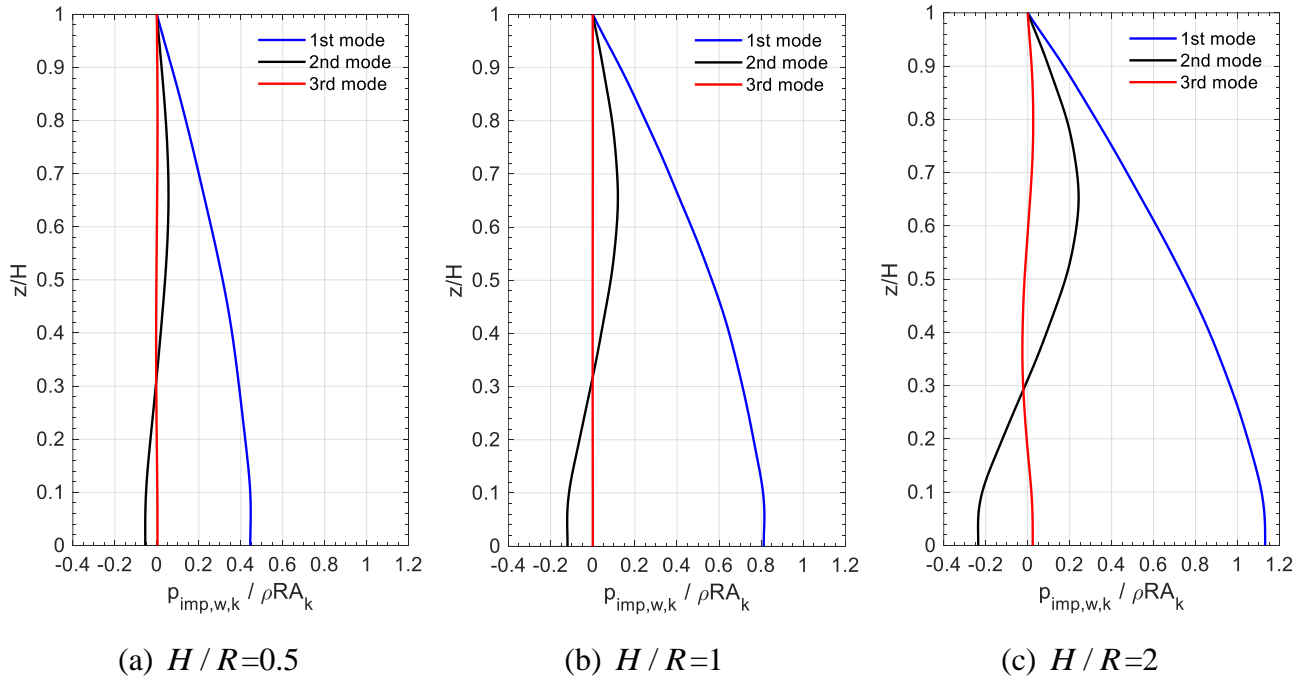 1
0.9
0.8
0.7
0.6
0.5
0.4
0.3
0.2
0.1
0
z/H
-0.4 -0.2 0 0.2 0.4 0.6 0.8 1 1.2
p_imp,w,k / ρRA_k
1st mode
2nd mode
3rd mode
(a) H / R=0.5
1
0.9
0.8
0.7
0.6
0.5
0.4
0.3
0.2
0.1
0
z/H
-0.4 -0.2 0 0.2 0.4 0.6 0.8 1 1.2
p_imp,w,k / ρRA_k
1st mode
2nd mode
3rd mode
(b) H / R=1
1
0.9
0.8
0.7
0.6
0.5
0.4
0.3
0.2
0.1
0
z/H
-0.4 -0.2 0 0.2 0.4 0.6 0.8 1 1.2
p_imp,w,k / ρRA_k
1st mode
2nd mode
3rd mode
(c) H / R=2